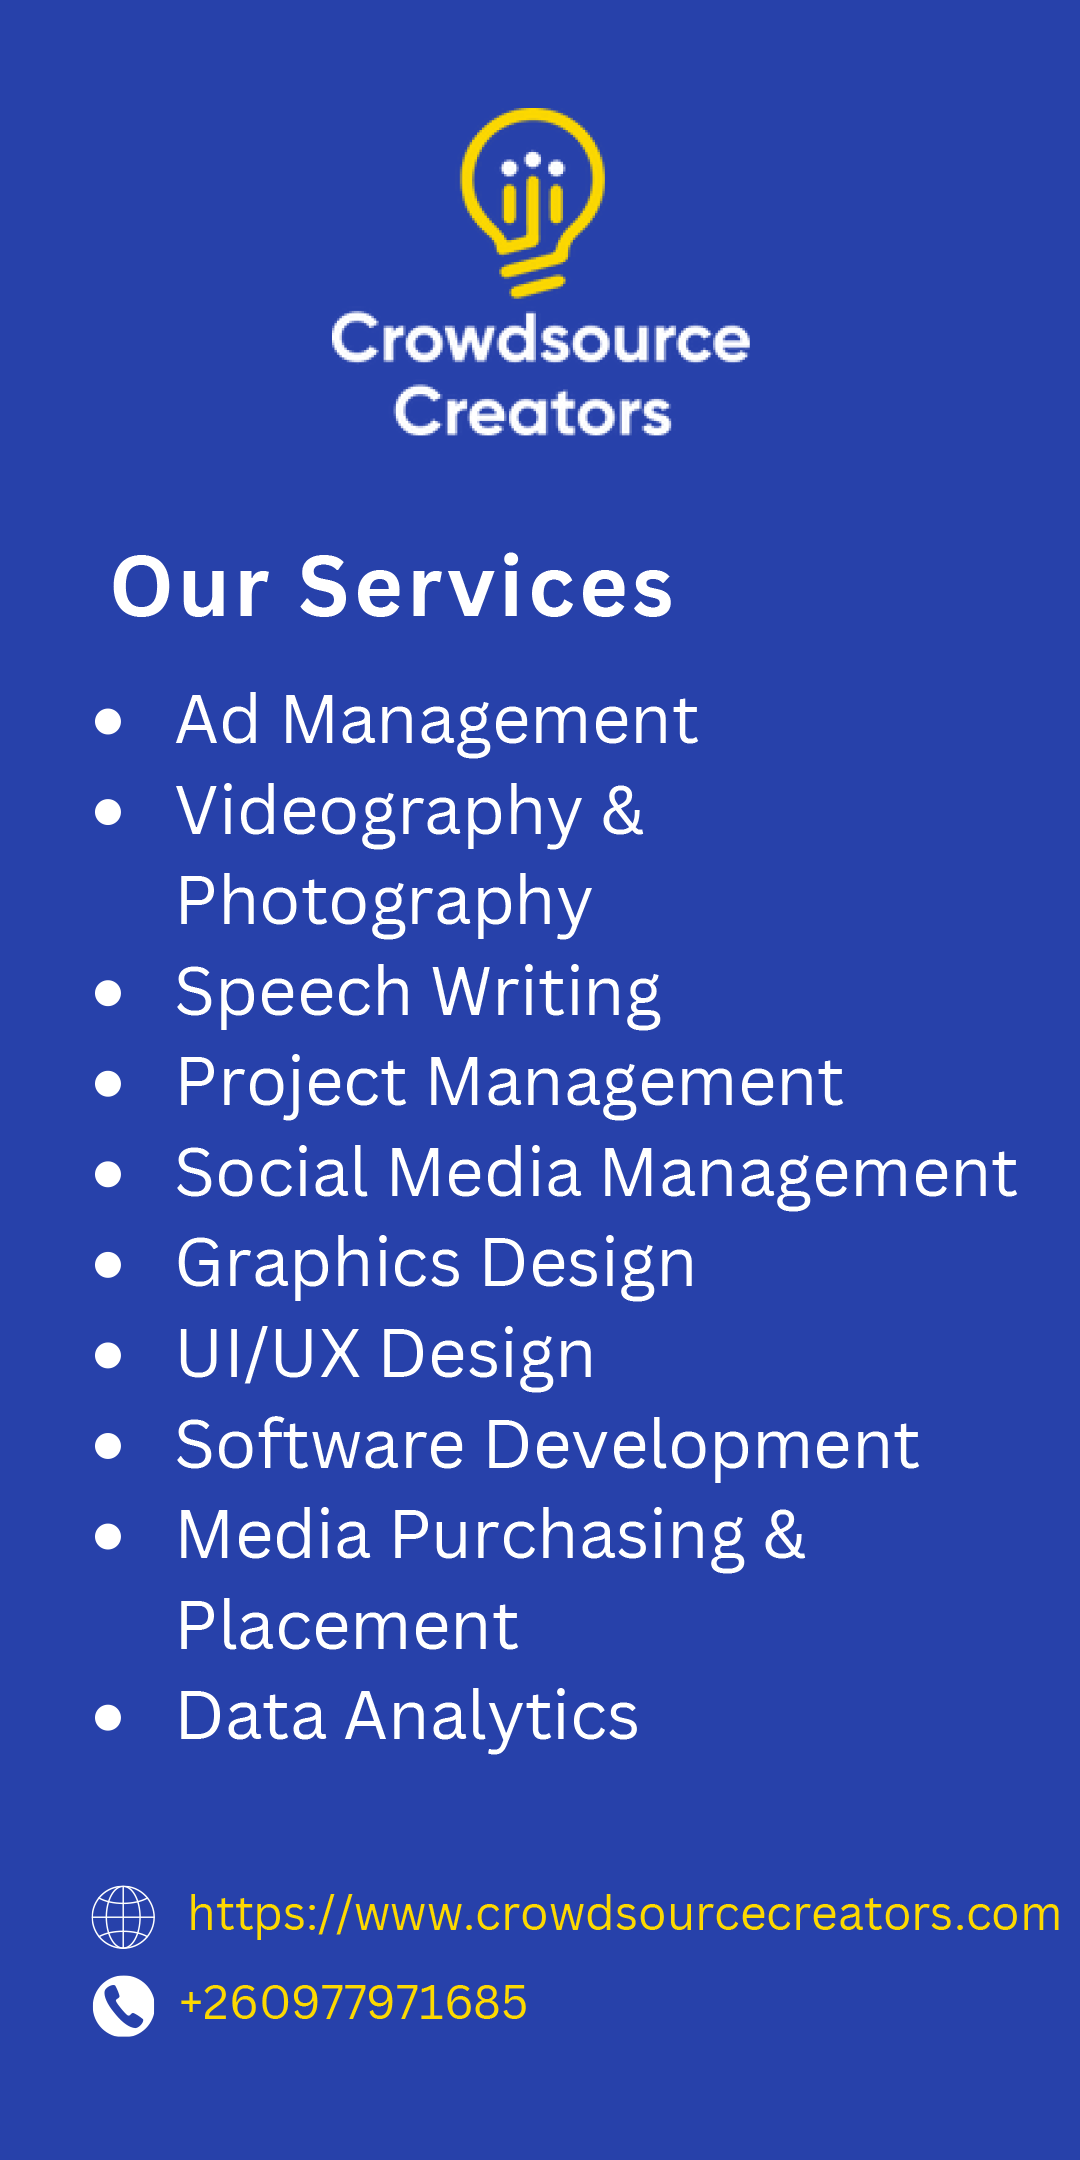 Crowdsource
Creators
Our Services
• Ad Management
• Videography &
Photography
• Speech Writing
• Project Management
• Social Media Management
• Graphics Design
• UI/UX Design
• Software Development
• Media Purchasing &
Placement
• Data Analytics
https://www.crowdsourcecreators.com
+260977971685